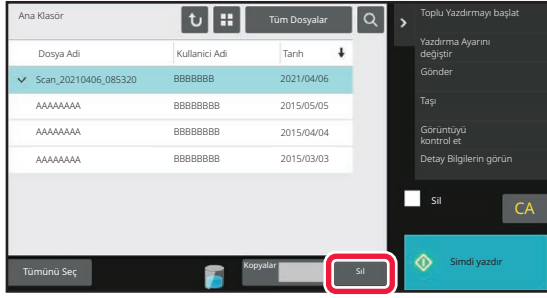 Ana Klasör
Tüm Dosyalar
Dosya Adi
Kullanici Adi
Tarıh
Scan_20210406_085320
BBBBBBB
2021/04/06
AAAAAAAA
BBBBBBBB
2015/05/05
AAAAAAAA
BBBBBBBB
2015/04/04
AAAAAAAA
BBBBBBBB
2015/03/03
Tümünü Seç
Kopyalar
Sıl
Toplu Yazdırmayı başlat
Yazdırma Ayarını
değiştir
Gönder
Taşı
Görüntüyü
kontrol et
Detay Bilgilerin görün
Sil
CA
Simdi yazdır